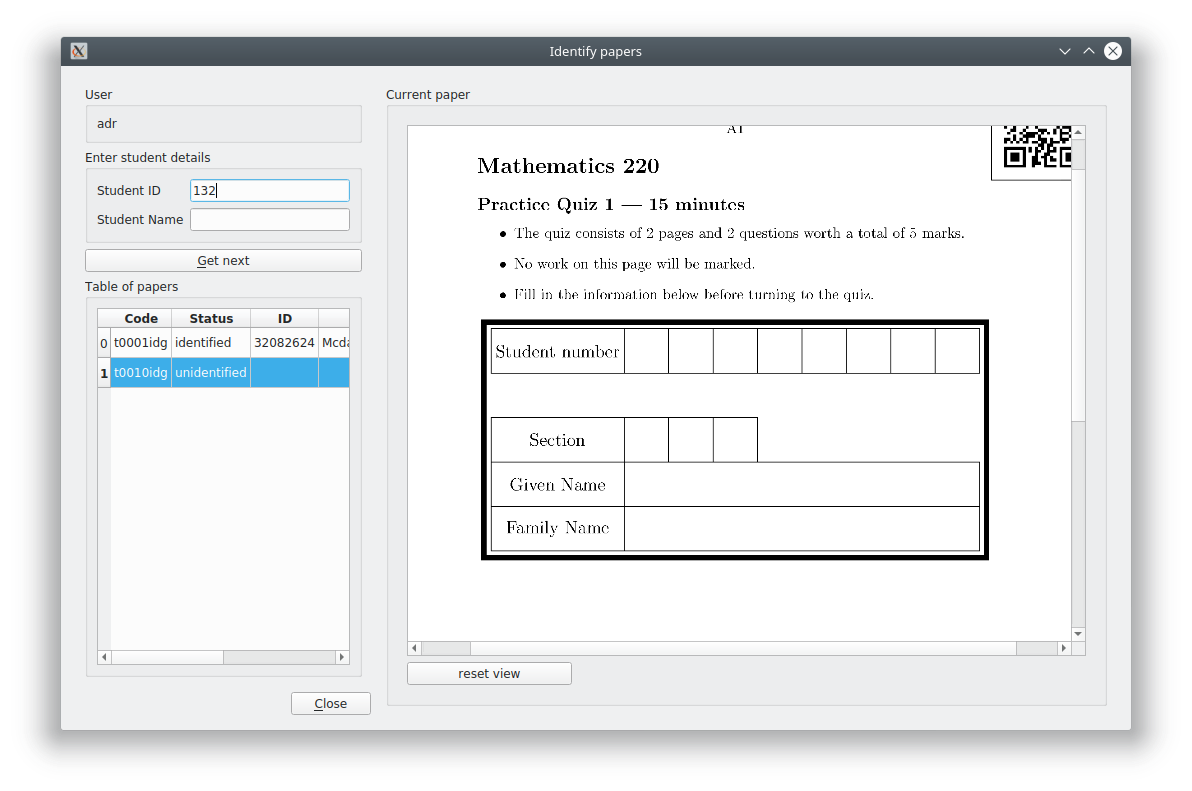 Identify papers
User
adr
Enter student details
Student ID 132
Student Name
Get next
Table of papers
Code Status ID
0 t0001idg identified 32082624 Mcda
1 t0010idg unidentified
Close
Current paper
A1
Mathematics 220
Practice Quiz 1 — 15 minutes
• The quiz consists of 2 pages and 2 questions worth a total of 5 marks.
• No work on this page will be marked.
• Fill in the information below before turning to the quiz.
Student number
Section
Given Name
Family Name
reset view